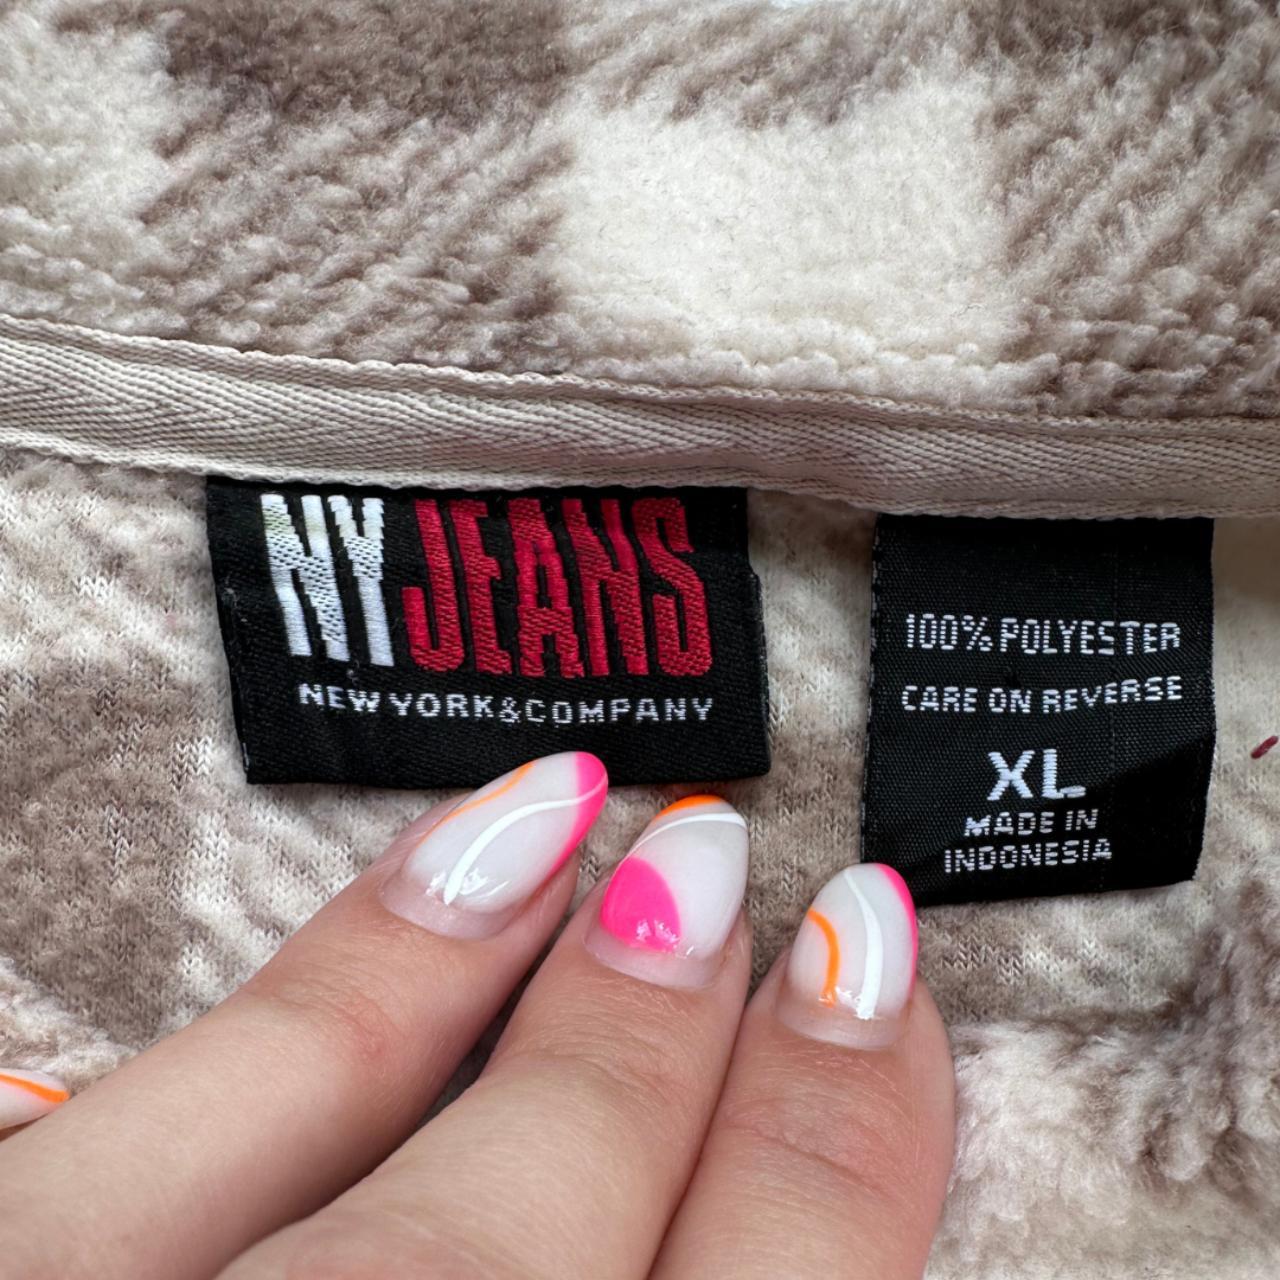 NY JEANS
NEW YORK & COMPANY
100% POLYESTER
CARE ON REVERSE
XL
MADE IN
INDONESIA